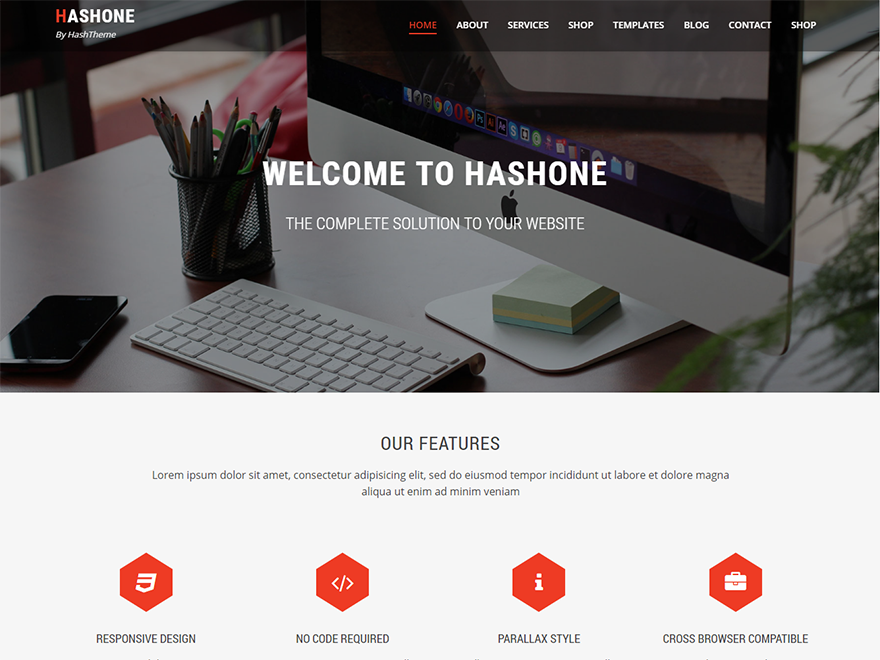 HASHONE
By HashTheme
HOME ABOUT SERVICES SHOP TEMPLATES BLOG CONTACT SHOP
WELCOME TO HASHONE
THE COMPLETE SOLUTION TO YOUR WEBSITE
OUR FEATURES
Lorem ipsum dolor sit amet, consectetur adipisicing elit, sed do eiusmod tempor incididunt ut labore et dolore magna
aliqua ut enim ad minim veniam
RESPONSIVE DESIGN NO CODE REQUIRED PARALLAX STYLE CROSS BROWSER COMPATIBLE